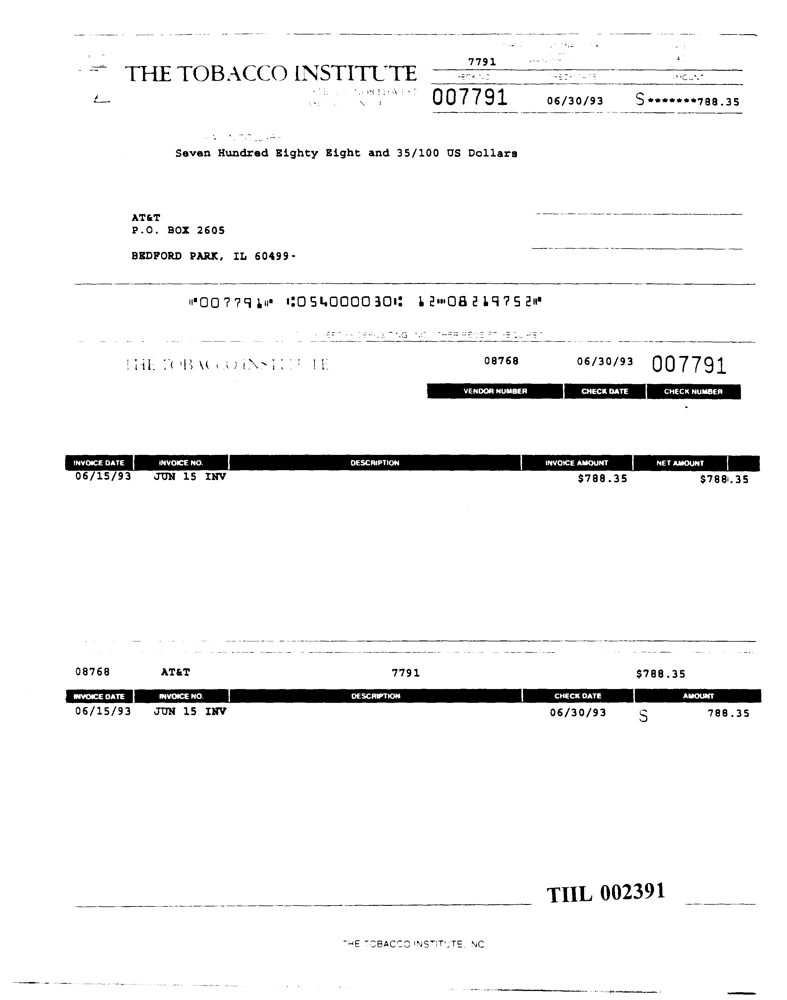 7791
THE TOBACCO INSTITUTE
007791 06/30/93 $*******788.35
Seven Hundred Eighty Eight and 35/100 US Dollars
AT&T
P.O. BOX 2605
BEDFORD PARK, IL 60499-
⑈007791⑈ ⑆054000030⑆ 12⑉08219752⑈
THE TOBACCO INSTITUTE 08768 06/30/93 007791
VENDOR NUMBER CHECK DATE CHECK NUMBER
INVOICE DATE INVOICE NO. DESCRIPTION INVOICE AMOUNT NET AMOUNT
06/15/93 JUN 15 INV $788.35 $788.35
08768 AT&T 7791 $788.35
INVOICE DATE INVOICE NO. DESCRIPTION CHECK DATE AMOUNT
06/15/93 JUN 15 INV 06/30/93 $ 788.35
TIIL 002391
THE TOBACCO INSTITUTE, INC